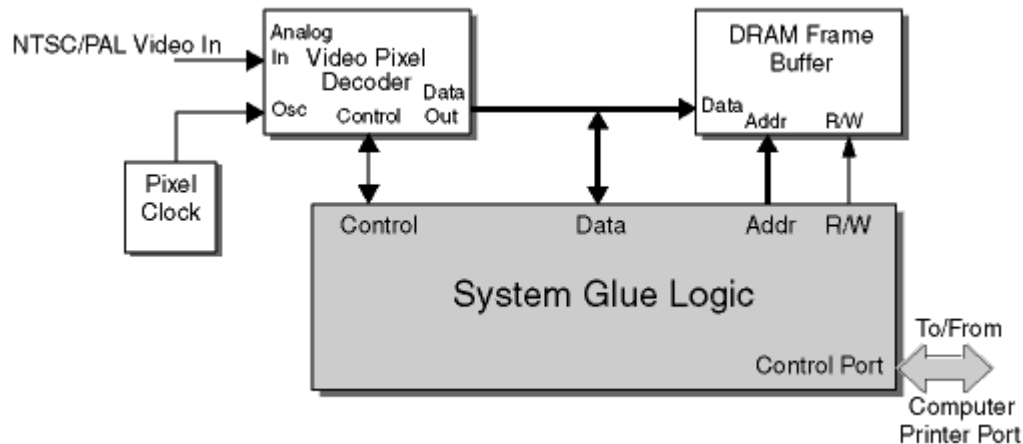 NTSC/PAL Video In
Analog
In
Video Pixel
Decoder
Osc
Control
Data
Out
Pixel
Clock
DRAM Frame
Buffer
Data
Addr
R/W
Control
Data
Addr
R/W
System Glue Logic
Control Port
To/From
Computer
Printer Port